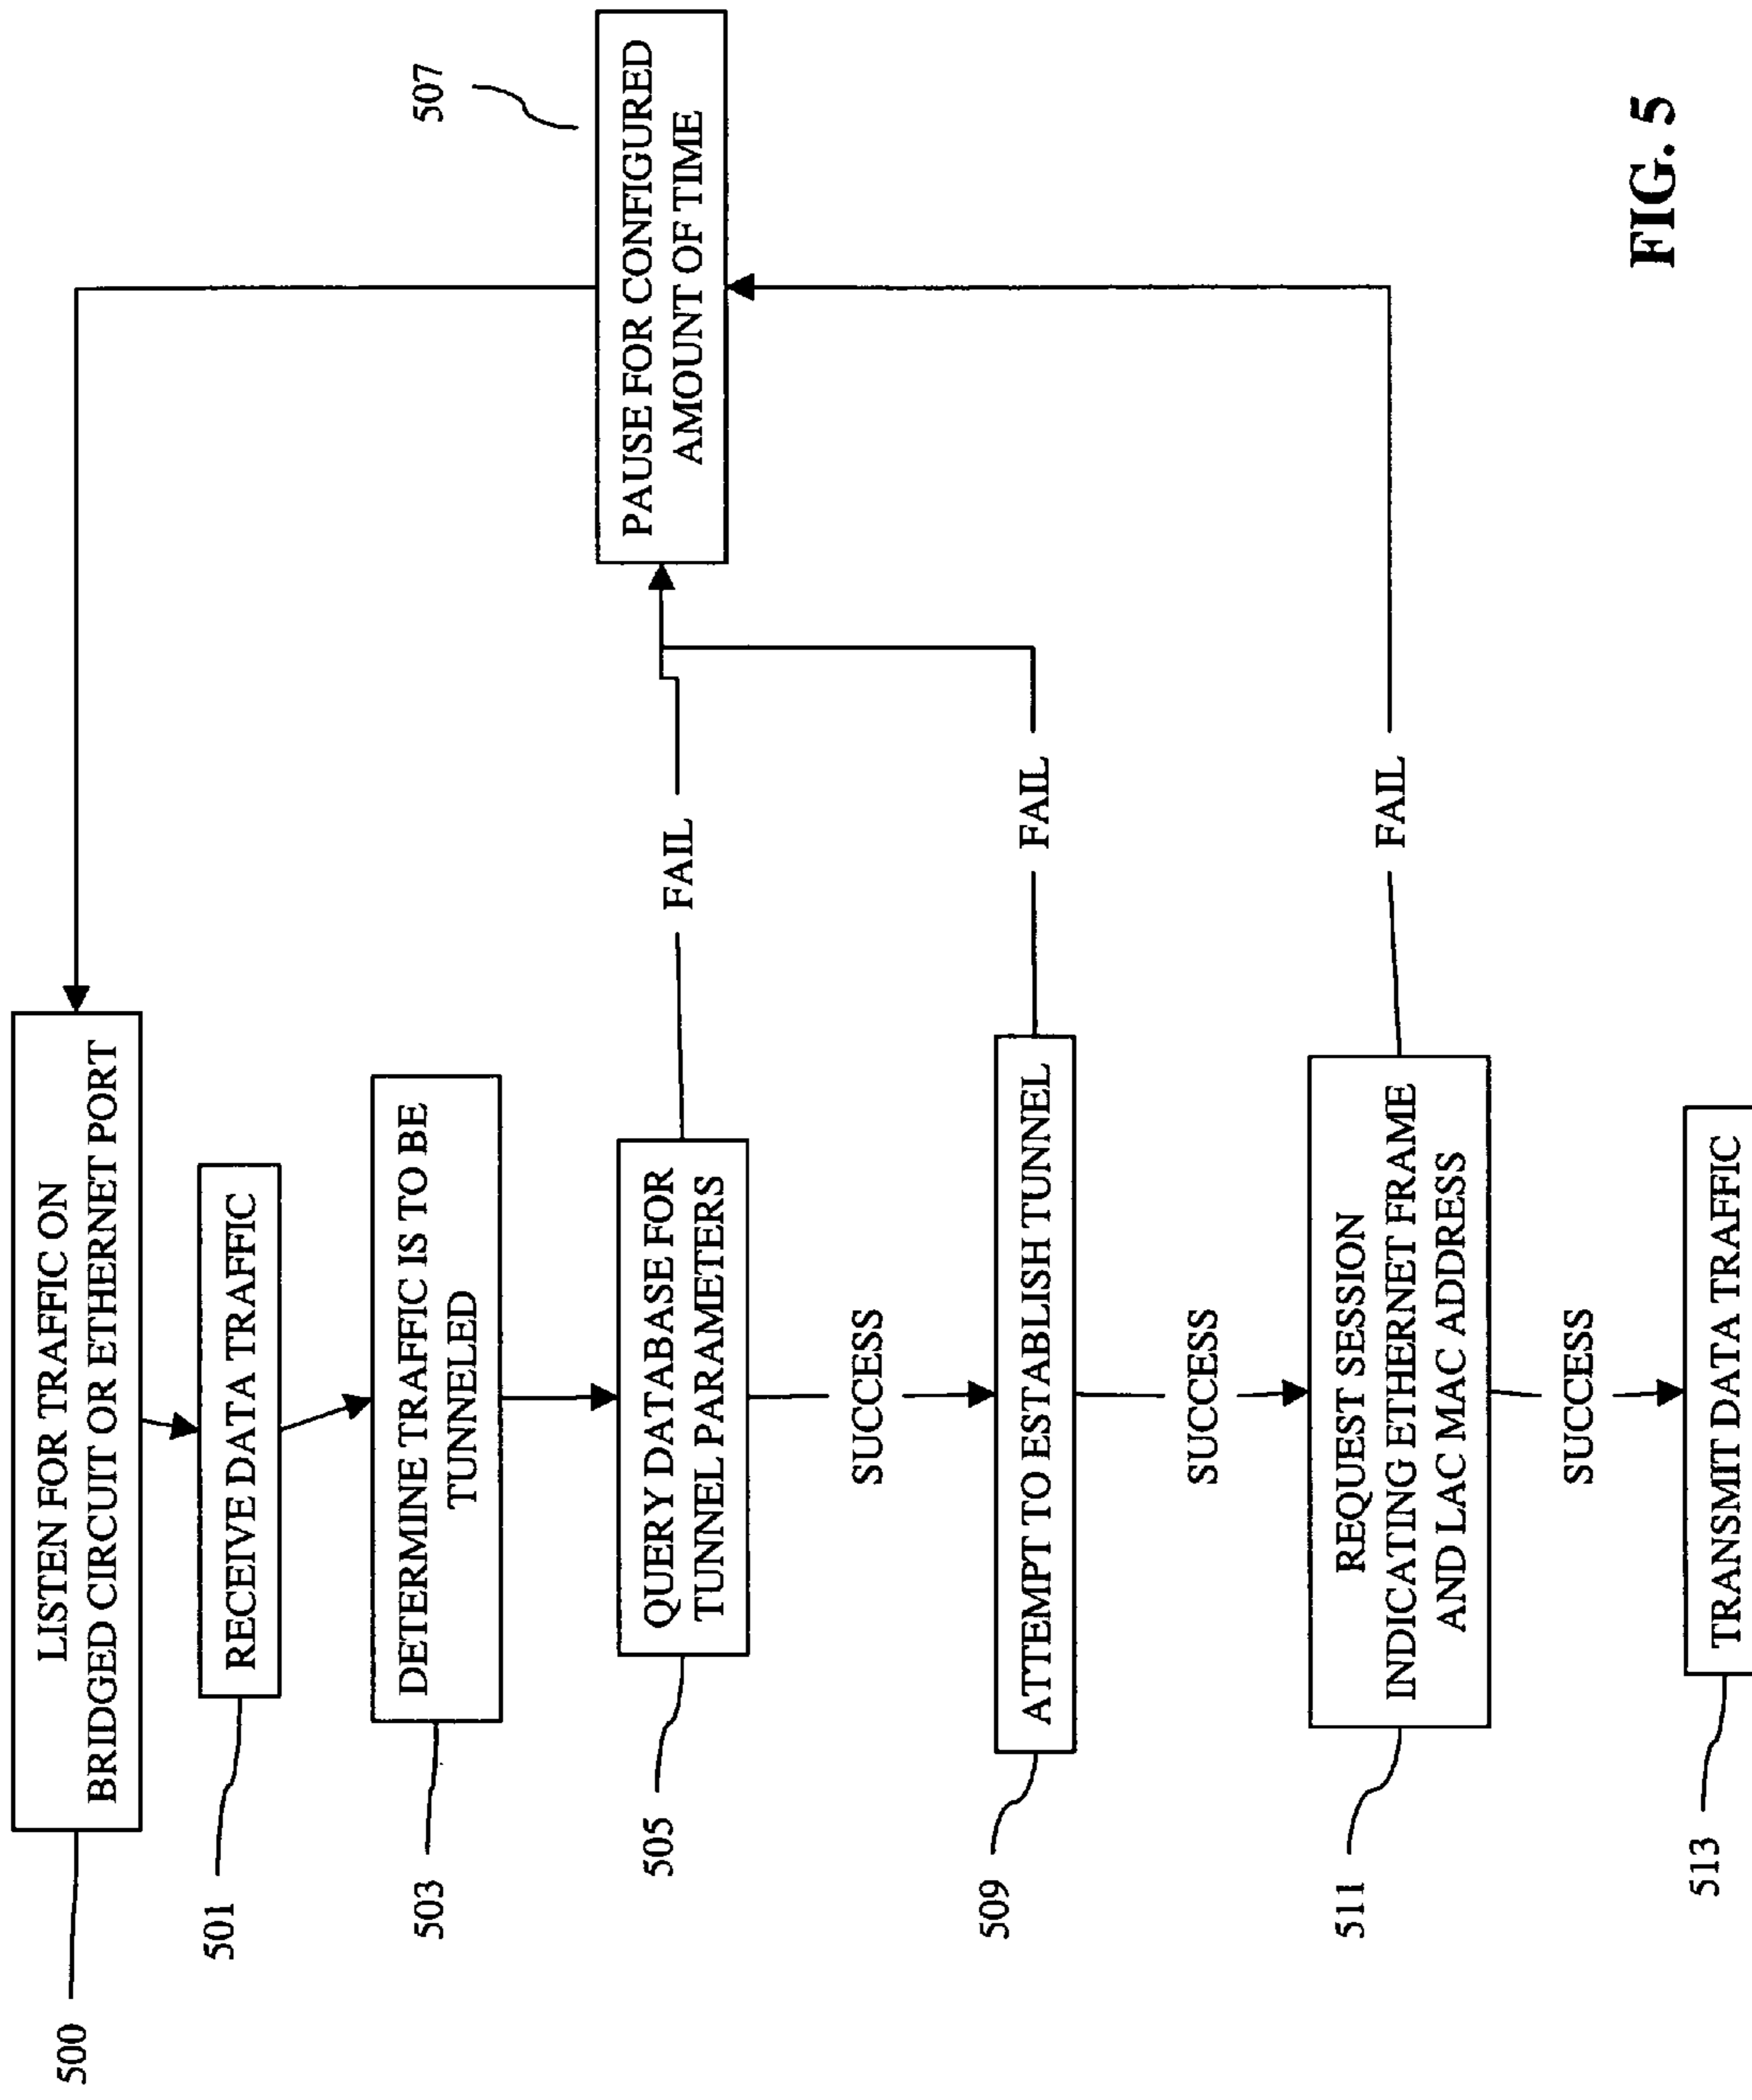 500
LISTEN FOR TRAFFIC ON
BRIDGED CIRCUIT OR ETHERNET PORT
501
RECEIVE DATA TRAFFIC
503
DETERMINE TRAFFIC IS TO BE
TUNNELED
505
QUERY DATABASE FOR
TUNNEL PARAMETERS
FAIL
507
PAUSE FOR CONFIGURED
AMOUNT OF TIME
SUCCESS
509
ATTEMPT TO ESTABLISH TUNNEL
FAIL
SUCCESS
511
REQUEST SESSION
INDICATING ETHERNET FRAME
AND LAC MAC ADDRESS
FAIL
SUCCESS
513
TRANSMIT DATA TRAFFIC
FIG. 5